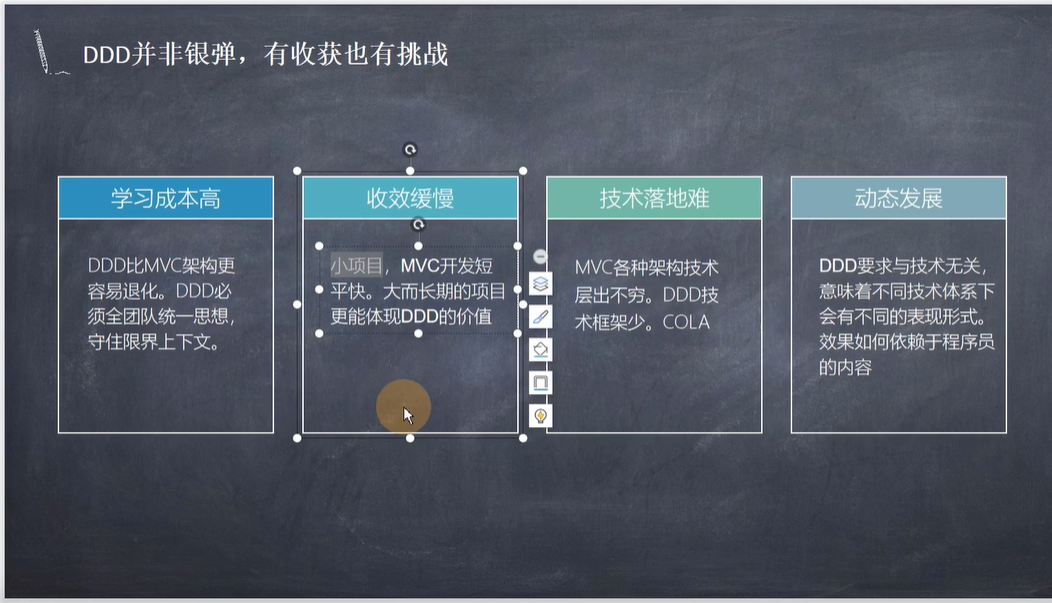 DDD并非银弹，有收获也有挑战
学习成本高
DDD比MVC架构更
容易退化。DDD必
须全团队统一思想，
守住限界上下文。
收效缓慢
小项目，MVC开发短
平快。大而长期的项目
更能体现DDD的价值
技术落地难
MVC各种架构技术
层出不穷。DDD技
术框架少。COLA
动态发展
DDD要求与技术无关，
意味着不同技术体系下
会有不同的表现形式。
效果如何依赖于程序员
的内容